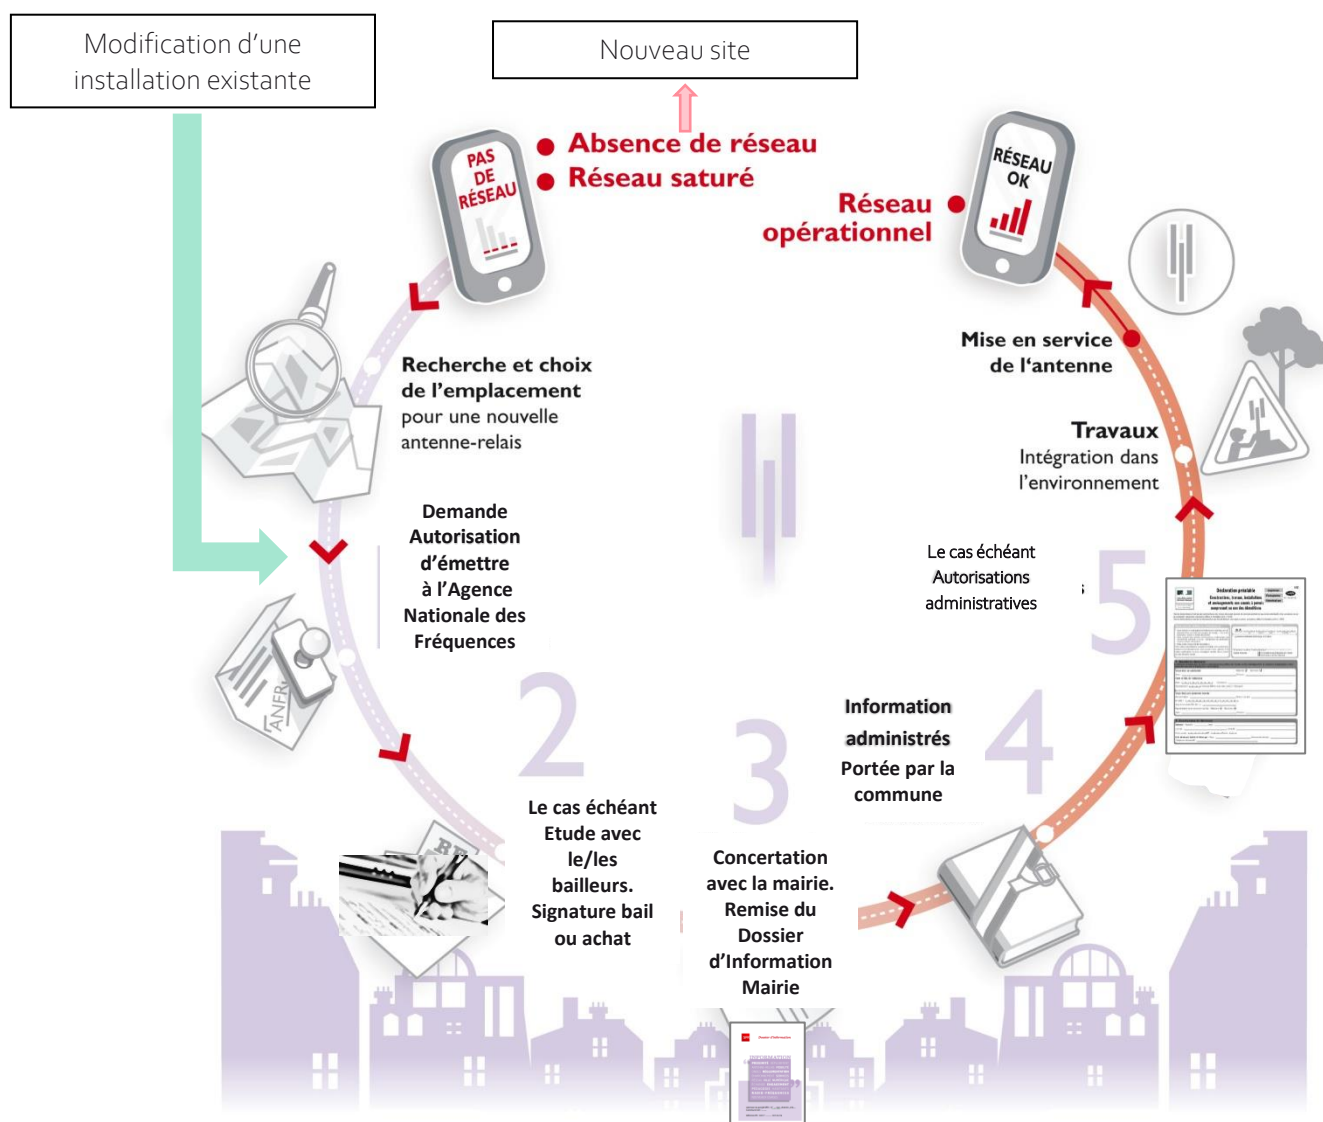 Modification d'une
installation existante
Nouveau site
Absence de réseau
Réseau saturé
PAS
DE
RÉSEAU
RÉSEAU
OK
Réseau
opérationnel
Recherche et choix
de l'emplacement
pour une nouvelle
antenne-relais
Mise en service
de l'antenne
Travaux
Intégration dans
l'environnement
Demande
Autorisation
d'émettre
à l'Agence
Nationale des
Fréquences
ANFR
Le cas échéant
Autorisations
administratives
5
Déclaration préalable
2
3
4
Information
administrés
Portée par la
commune
Le cas échéant
Etude avec
le/les
bailleurs.
Signature bail
ou achat
Concertation
avec la mairie.
Remise du
Dossier
d'Information
Mairie